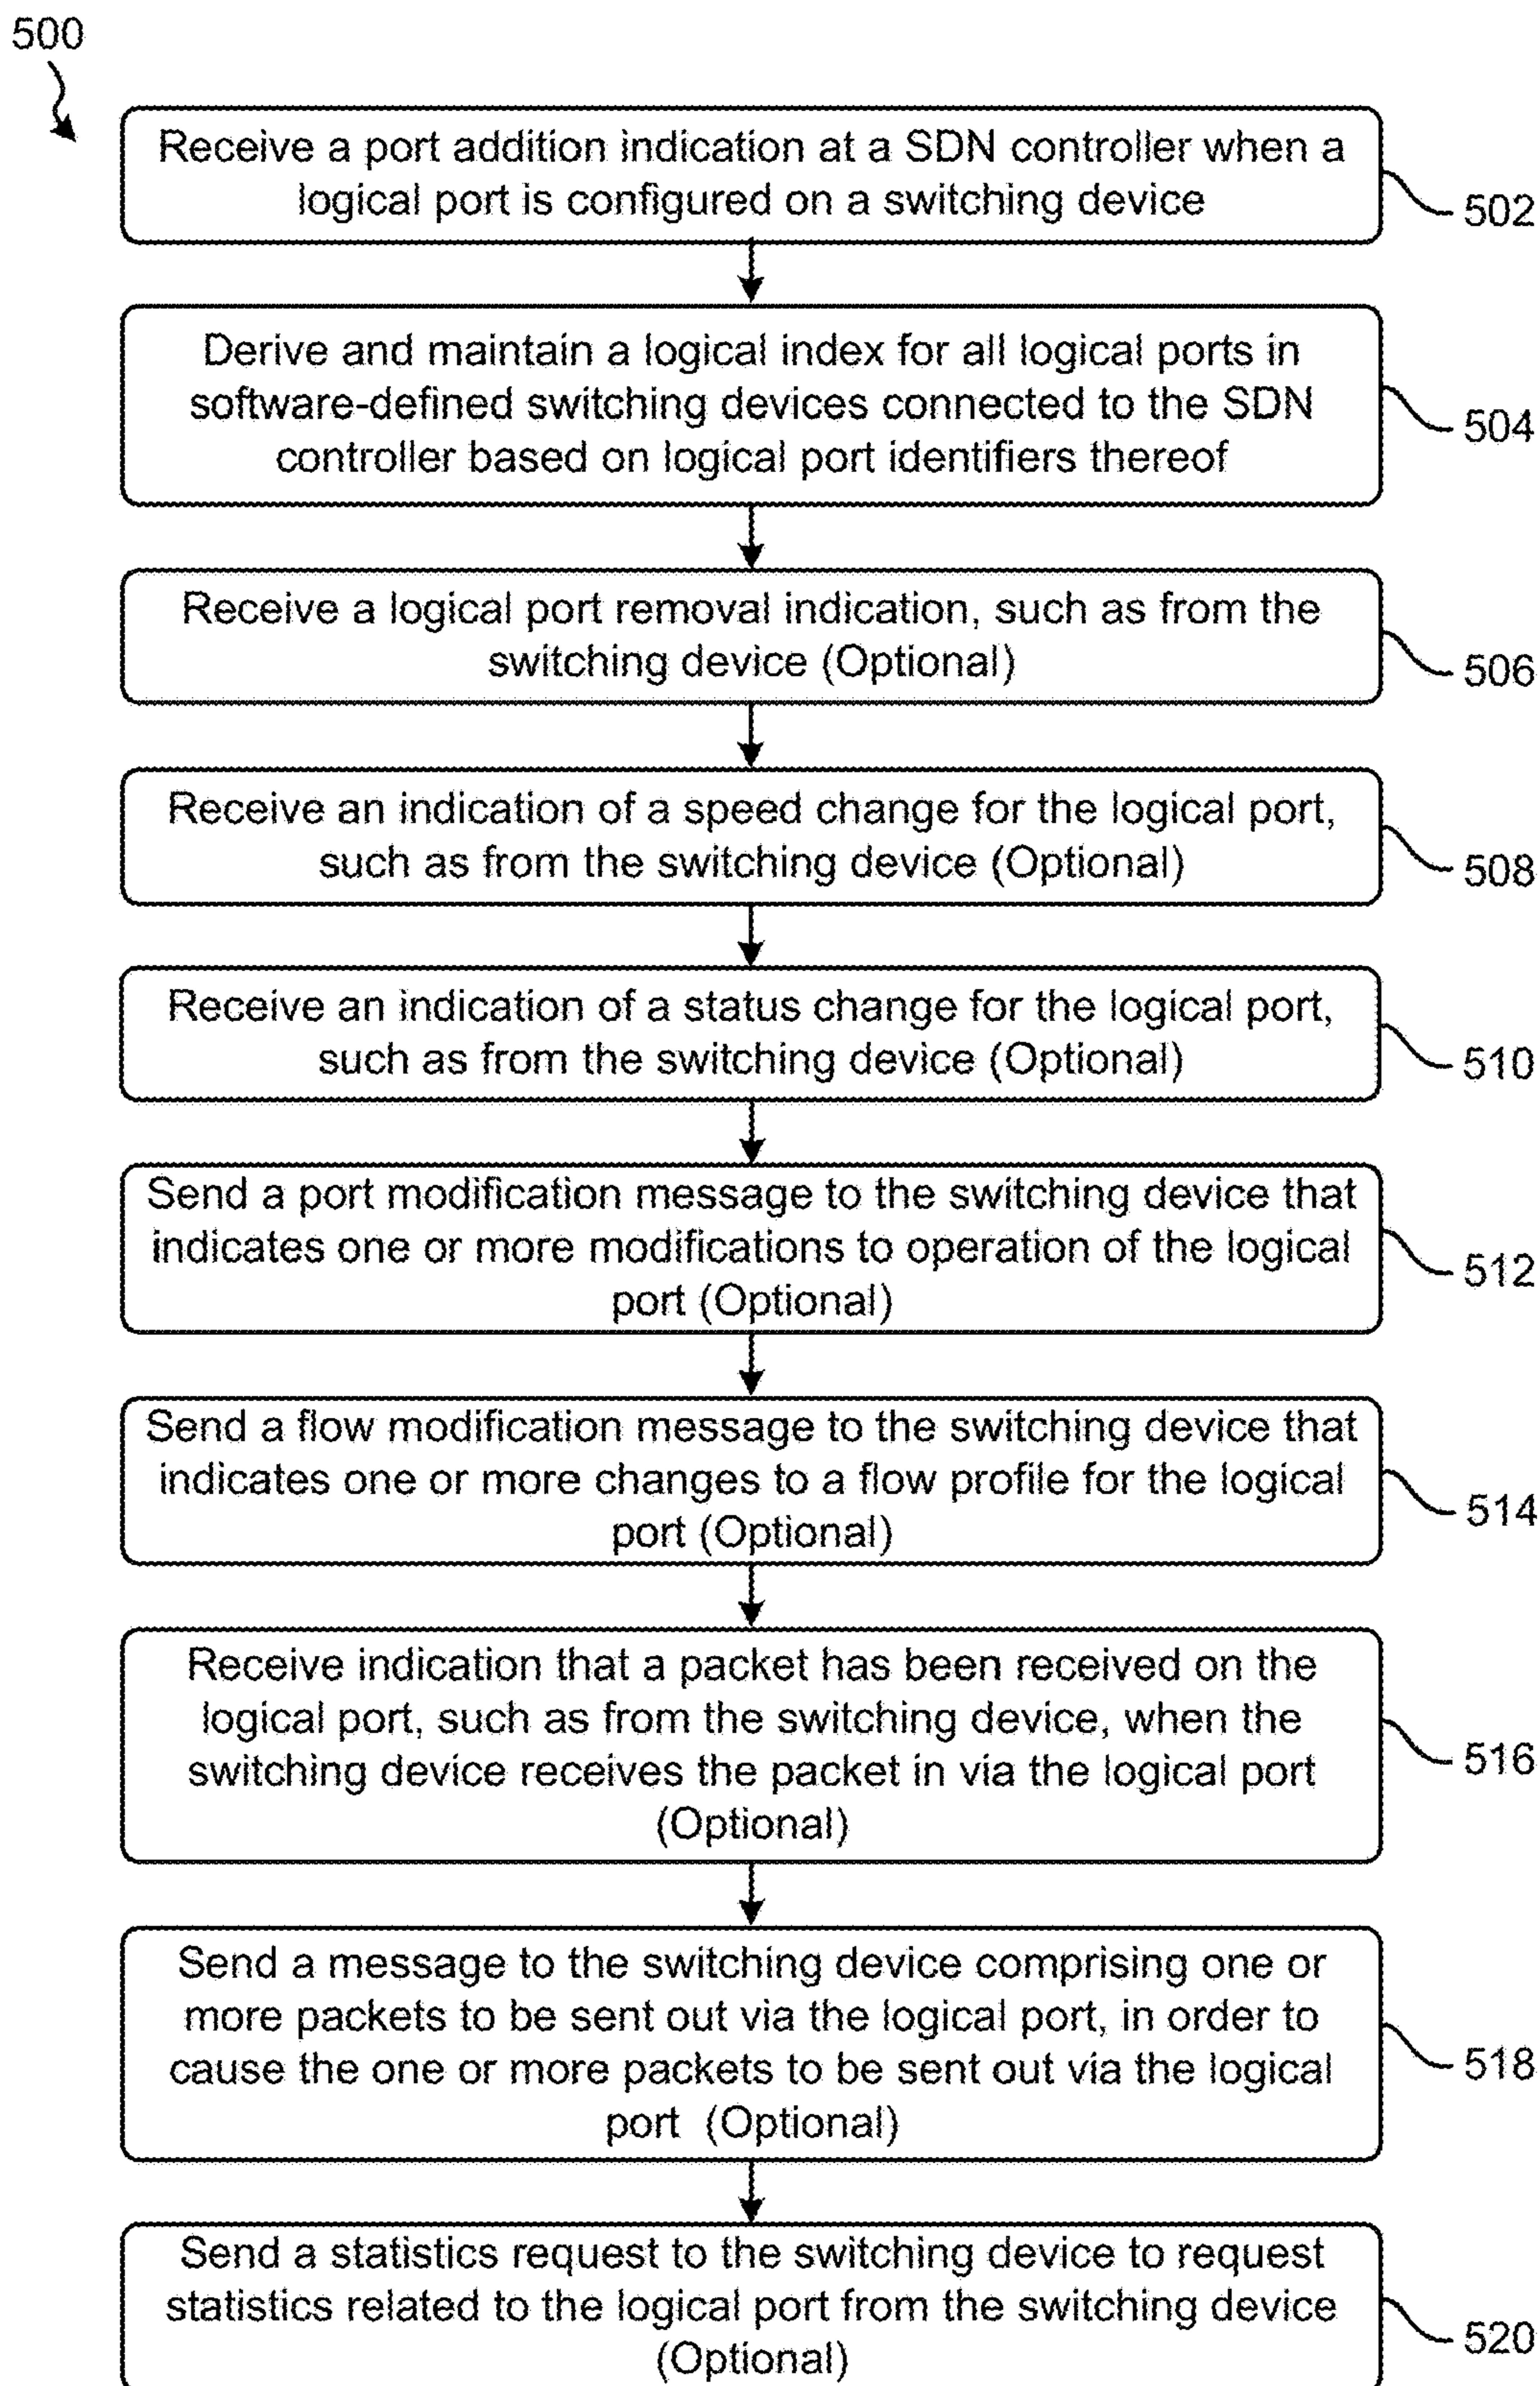 500
Receive a port addition indication at a SDN controller when a
logical port is configured on a switching device
502
Derive and maintain a logical index for all logical ports in
software-defined switching devices connected to the SDN
controller based on logical port identifiers thereof
504
Receive a logical port removal indication, such as from the
switching device (Optional)
506
Receive an indication of a speed change for the logical port,
such as from the switching device (Optional)
508
Receive an indication of a status change for the logical port,
such as from the switching device (Optional)
510
Send a port modification message to the switching device that
indicates one or more modifications to operation of the logical
port (Optional)
512
Send a flow modification message to the switching device that
indicates one or more changes to a flow profile for the logical
port (Optional)
514
Receive indication that a packet has been received on the
logical port, such as from the switching device, when the
switching device receives the packet in via the logical port
(Optional)
516
Send a message to the switching device comprising one or
more packets to be sent out via the logical port, in order to
cause the one or more packets to be sent out via the logical
port (Optional)
518
Send a statistics request to the switching device to request
statistics related to the logical port from the switching device
(Optional)
520